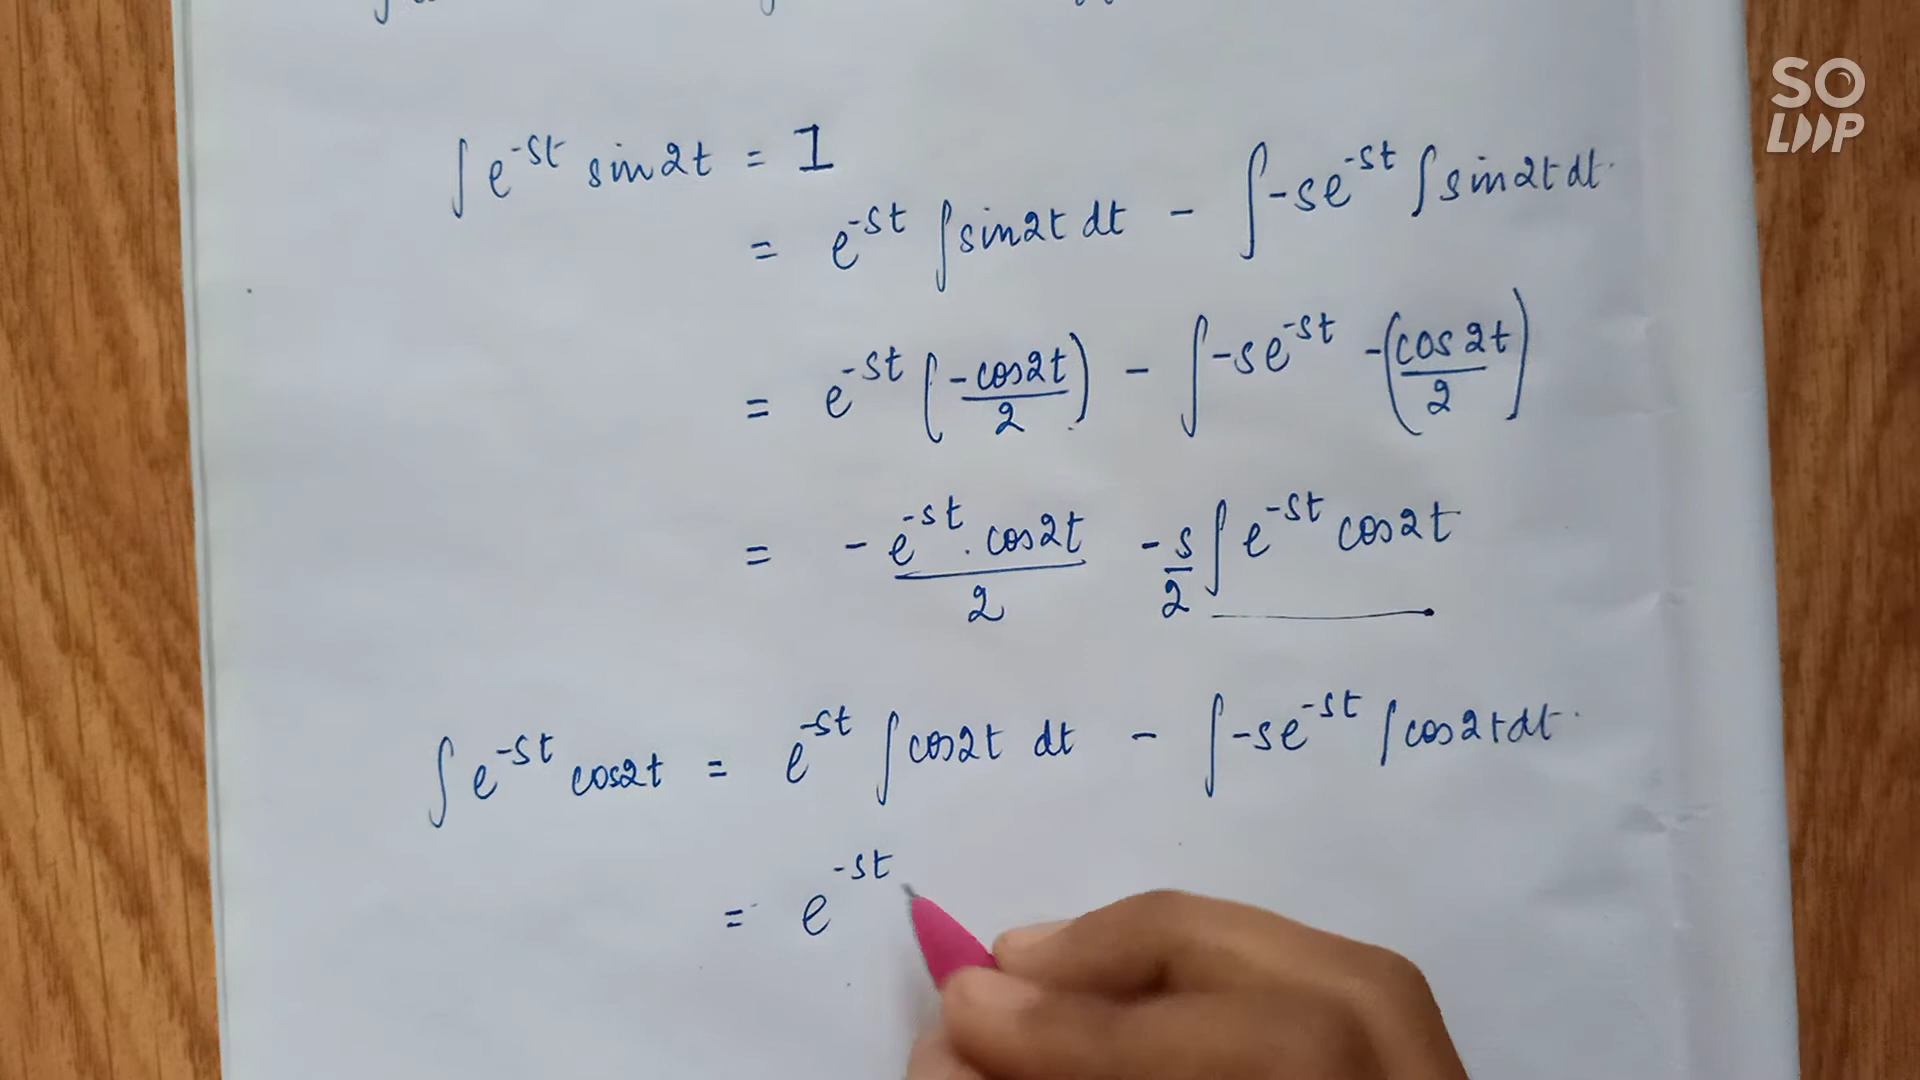 SO LOOP
∫e^-st sin2t = I
= e^-st ∫sin2t dt - ∫-se^-st ∫sin2t dt.
= e^-st (-cos2t/2) - ∫-se^-st -(cos2t/2)
= - e^-st . cos2t/2 - s/2 ∫e^-st cos2t
∫e^-st cos2t = e^-st ∫cos2t dt - ∫-se^-st ∫cos2t dt.
= e^-st